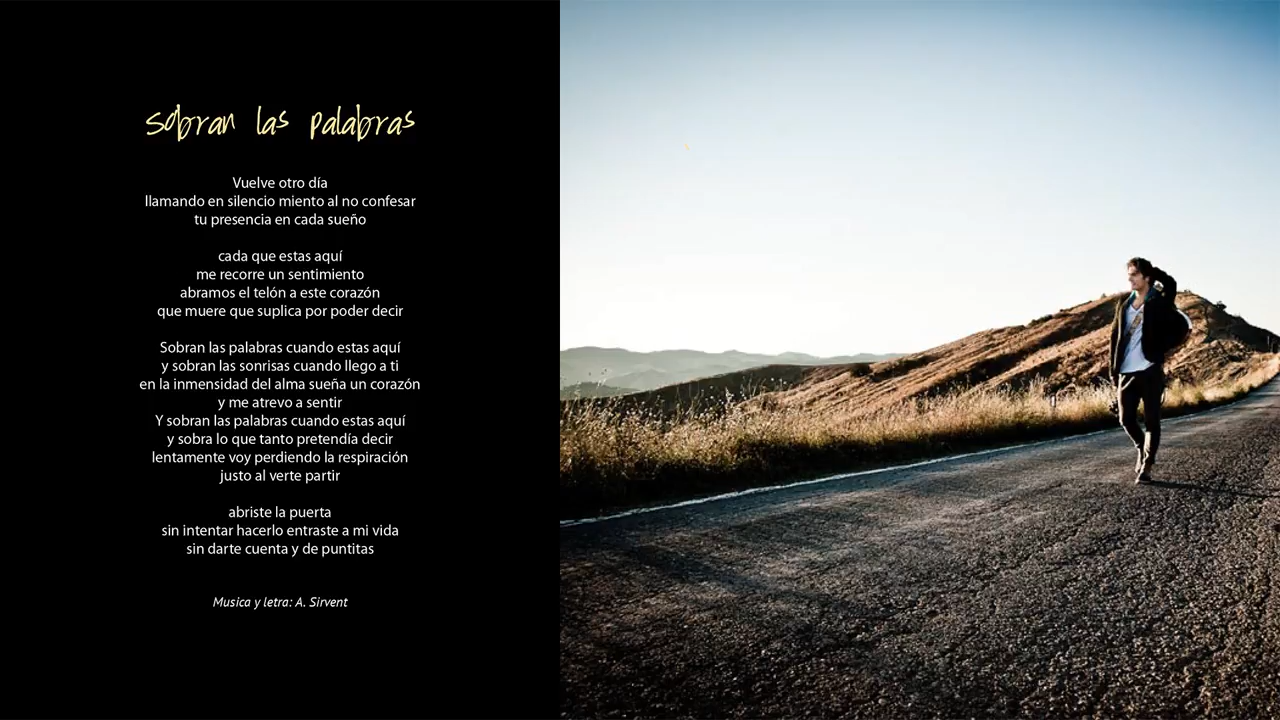 Sobran las palabras
Vuelve otro día
llamando en silencio miento al no confesar
tu presencia en cada sueño
cada que estas aquí
me recorre un sentimiento
abramos el telón a este corazón
que muere que suplica por poder decir
Sobran las palabras cuando estas aquí
y sobran las sonrisas cuando llego a ti
en la inmensidad del alma sueña un corazón
y me atrevo a sentir
Y sobran las palabras cuando estas aquí
y sobra lo que tanto pretendía decir
lentamente voy perdiendo la respiración
justo al verte partir
abriste la puerta
sin intentar hacerlo entraste a mi vida
sin darte cuenta y de puntitas
Musica y letra: A. Sirvent